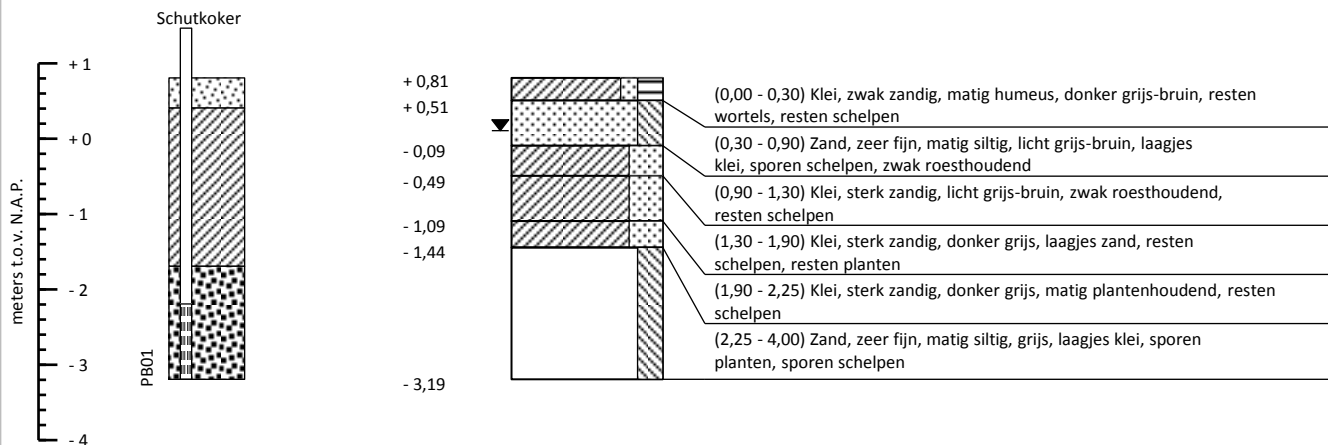 Schutkoker
meters t.o.v. N.A.P.
+ 1
+ 0
- 1
- 2
- 3
- 4
PB01
+ 0,81
+ 0,51
- 0,09
- 0,49
- 1,09
- 1,44
- 3,19
(0,00 - 0,30) Klei, zwak zandig, matig humeus, donker grijs-bruin, resten
wortels, resten schelpen
(0,30 - 0,90) Zand, zeer fijn, matig siltig, licht grijs-bruin, laagjes
klei, sporen schelpen, zwak roesthoudend
(0,90 - 1,30) Klei, sterk zandig, licht grijs-bruin, zwak roesthoudend,
resten schelpen
(1,30 - 1,90) Klei, sterk zandig, donker grijs, laagjes zand, resten
schelpen, resten planten
(1,90 - 2,25) Klei, sterk zandig, donker grijs, matig plantenhoudend, resten
schelpen
(2,25 - 4,00) Zand, zeer fijn, matig siltig, grijs, laagjes klei, sporen
planten, sporen schelpen